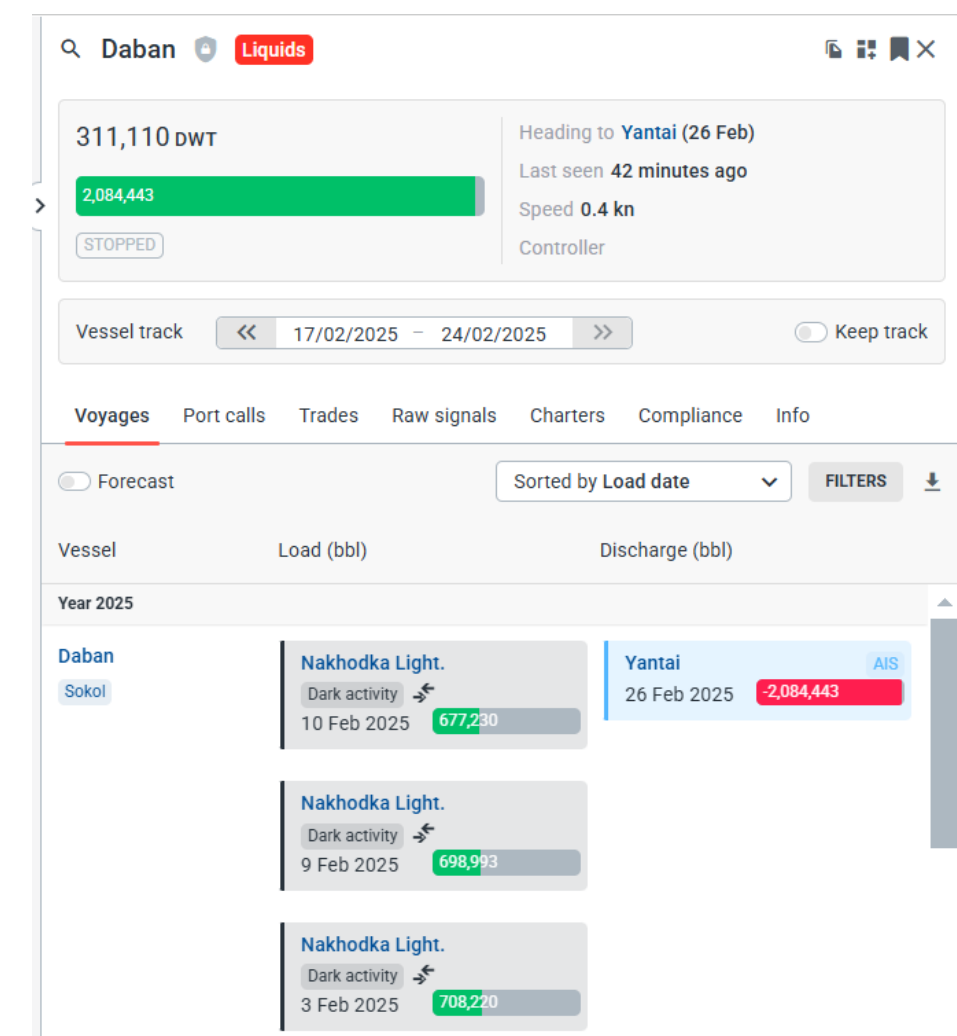 Daban Liquids
311,110 DWT
2,084,443
STOPPED
Heading to Yantai (26 Feb)
Last seen 42 minutes ago
Speed 0.4 kn
Controller
Vessel track 17/02/2025 – 24/02/2025 Keep track
Voyages Port calls Trades Raw signals Charters Compliance Info
Forecast Sorted by Load date FILTERS
Vessel Load (bbl) Discharge (bbl)
Year 2025
Daban
Sokol
Nakhodka Light.
Dark activity
10 Feb 2025 677,230
Yantai AIS
26 Feb 2025 -2,084,443
Nakhodka Light.
Dark activity
9 Feb 2025 698,993
Nakhodka Light.
Dark activity
3 Feb 2025 708,220